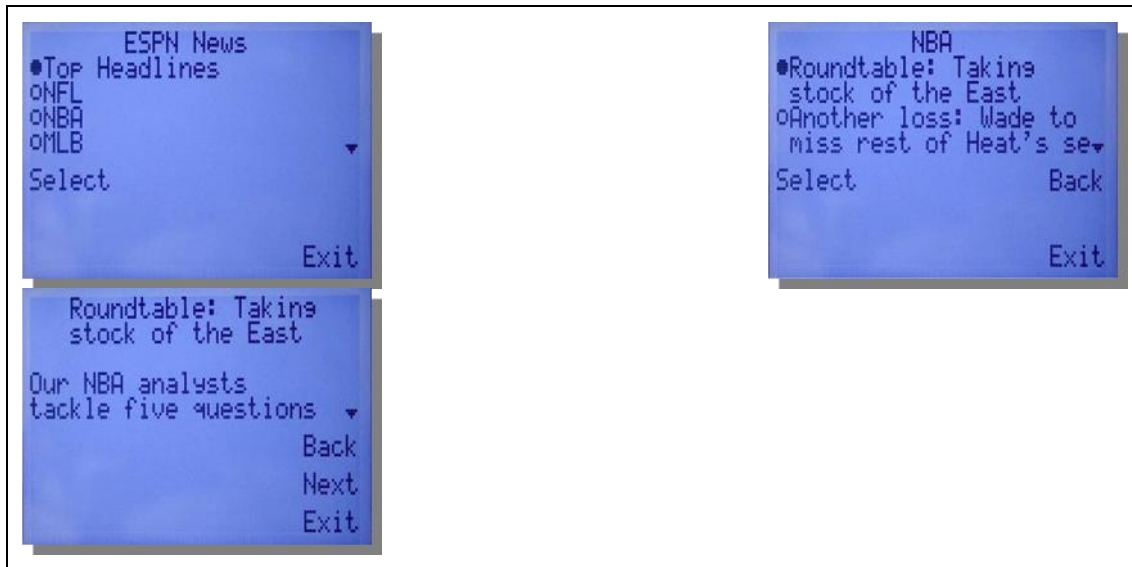 ESPN News
●Top Headlines
○NFL
○NBA
○MLB
Select
Exit
NBA
●Roundtable: Taking
stock of the East
○Another loss: Wade to
miss rest of Heat's se
Select Back
Exit
Roundtable: Taking
stock of the East
Our NBA analysts
tackle five questions
Back
Next
Exit